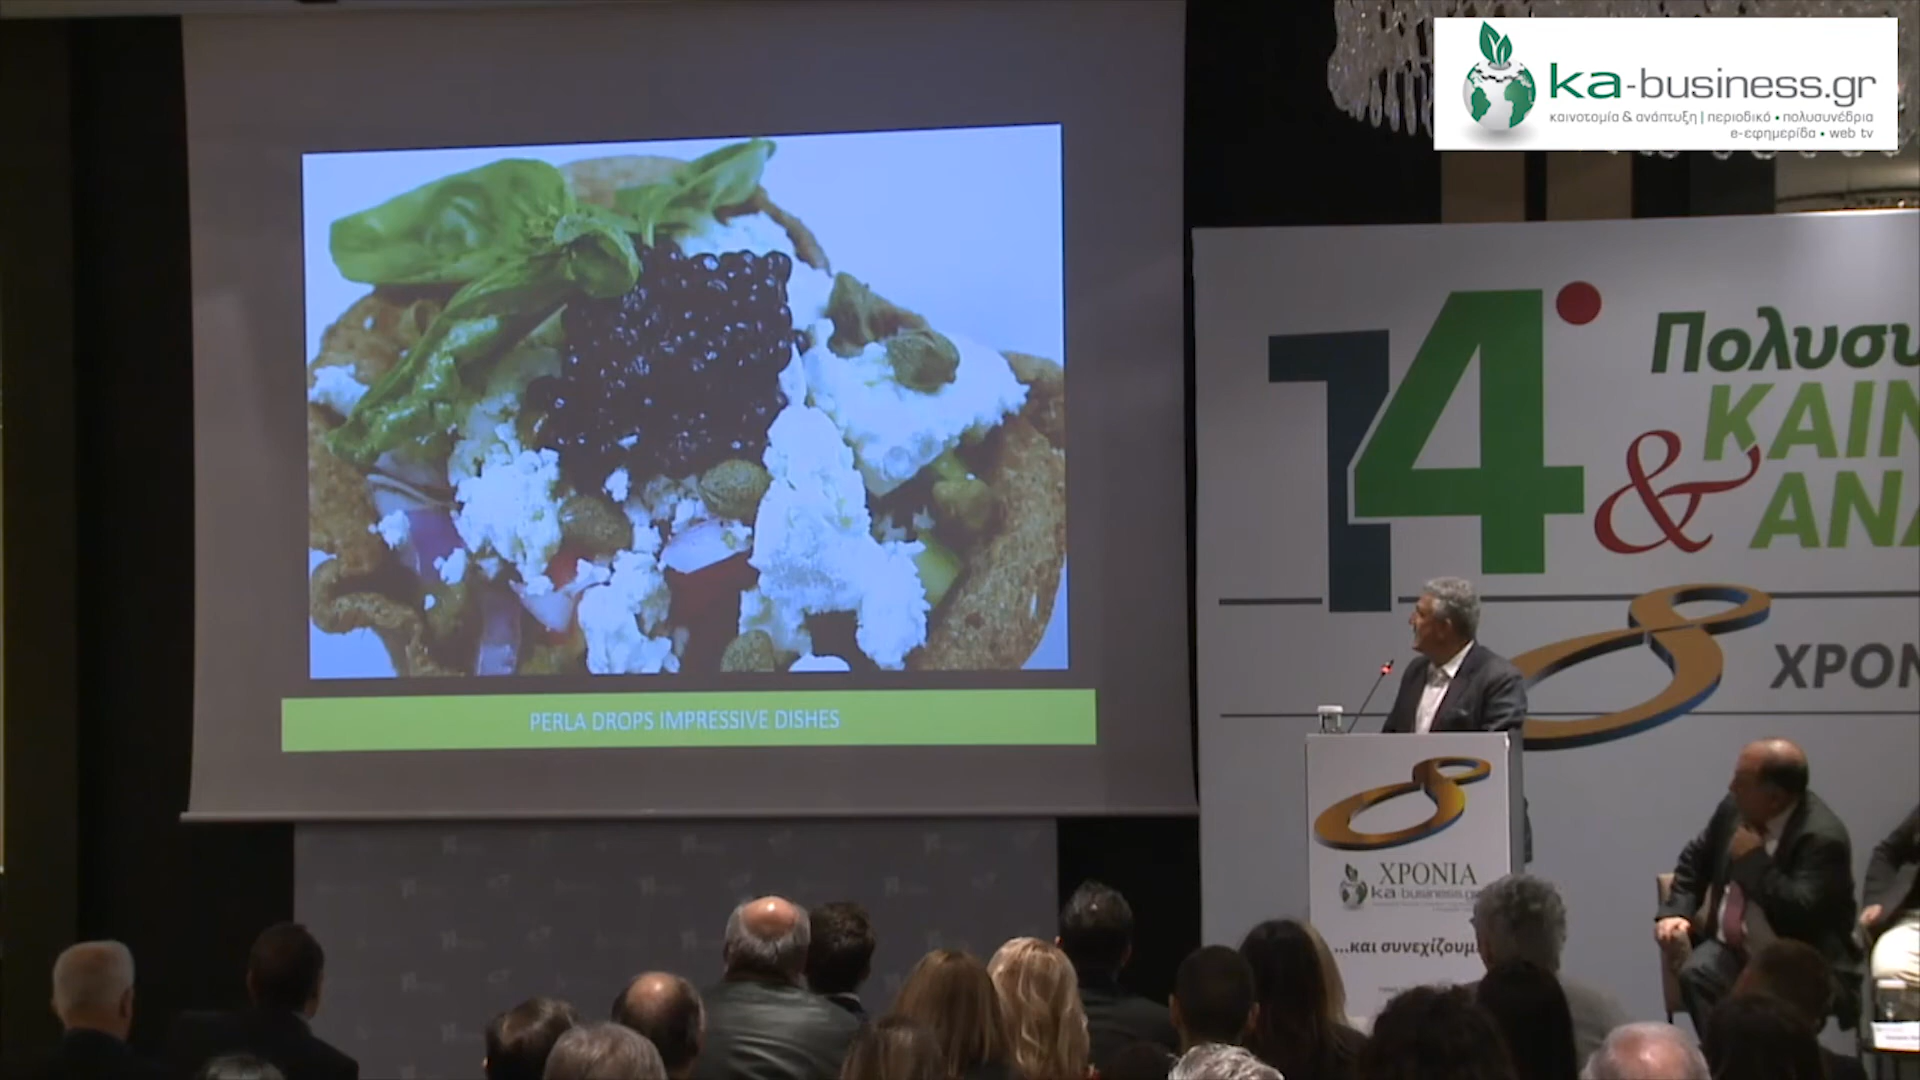 ka-business.gr
καινοτομία & ανάπτυξη | περιοδικό • πολυσυνέδρια
e-εφημερίδα • web tv
14°
Πολυσυ
ΚΑΙΝ
& ΑΝΑ
8 ΧΡΟΝ
PERLA DROPS IMPRESSIVE DISHES
8
ΧΡΟΝΙΑ
ka-business.gr
...και συνεχίζουμ